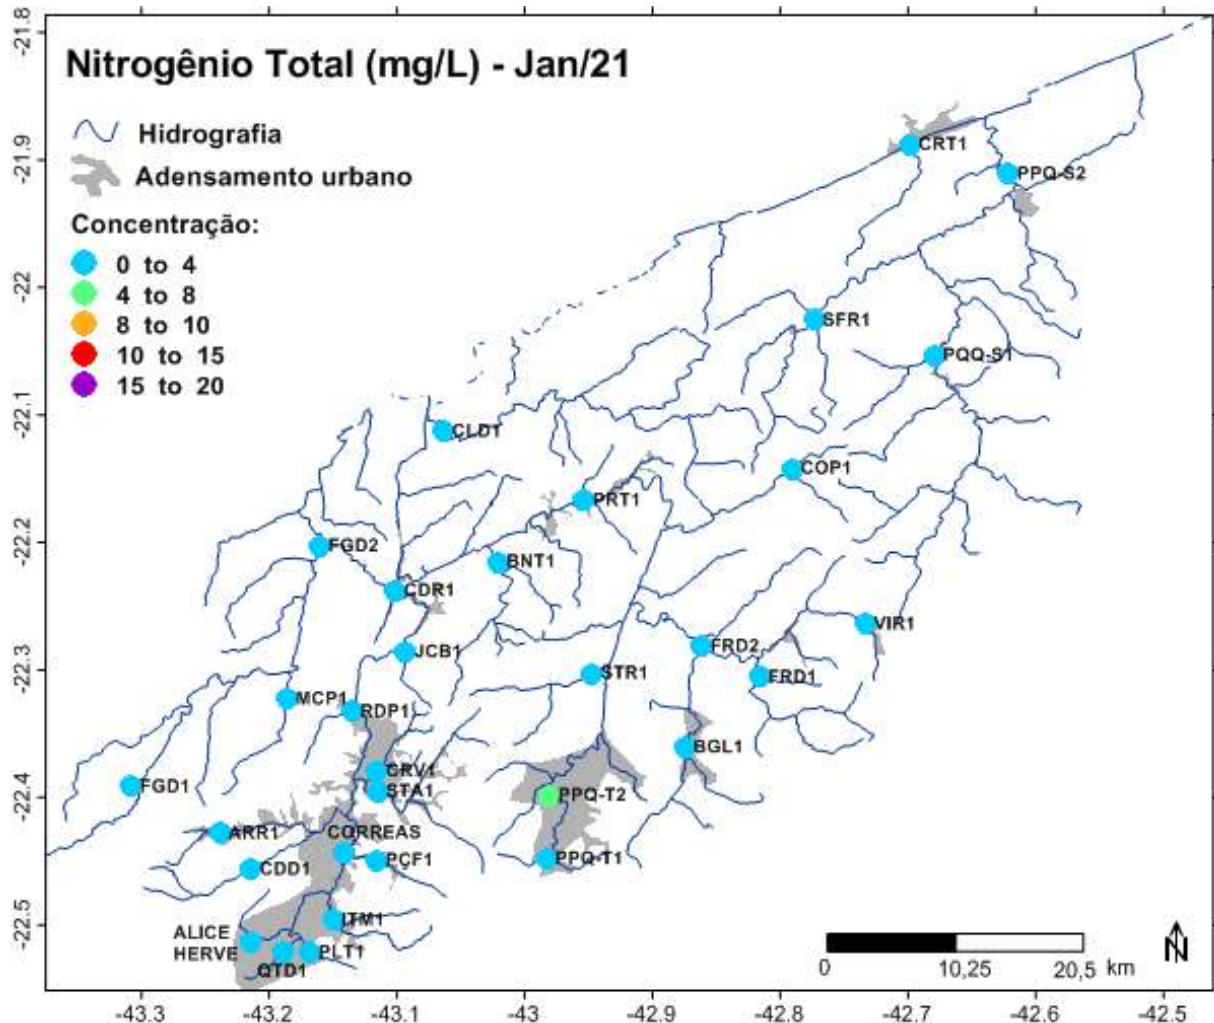 Nitrogênio Total (mg/L) - Jan/21
Hidrografia
Adensamento urbano
Concentração:
0 to 4
4 to 8
8 to 10
10 to 15
15 to 20
CRT1
PPQ-S2
SFR1
PQQ-S1
ÇLD1
COP1
PRT1
FGD2
BNT1
CDR1
VIR1
JCB1
FRD2
STR1
FRD1
MCP1
RDP1
BGL1
CRV1
FGD1
STA1
PPQ-T2
ARR1
CORREAS
CDD1
PÇF1
PPQ-T1
ITM1
ALICE
HERVE
PLT1
QTD1
N
0 10,25 20,5 km
-21.8
-21.9
-22
-22.1
-22.2
-22.3
-22.4
-22.5
-43.3 -43.2 -43.1 -43 -42.9 -42.8 -42.7 -42.6 -42.5